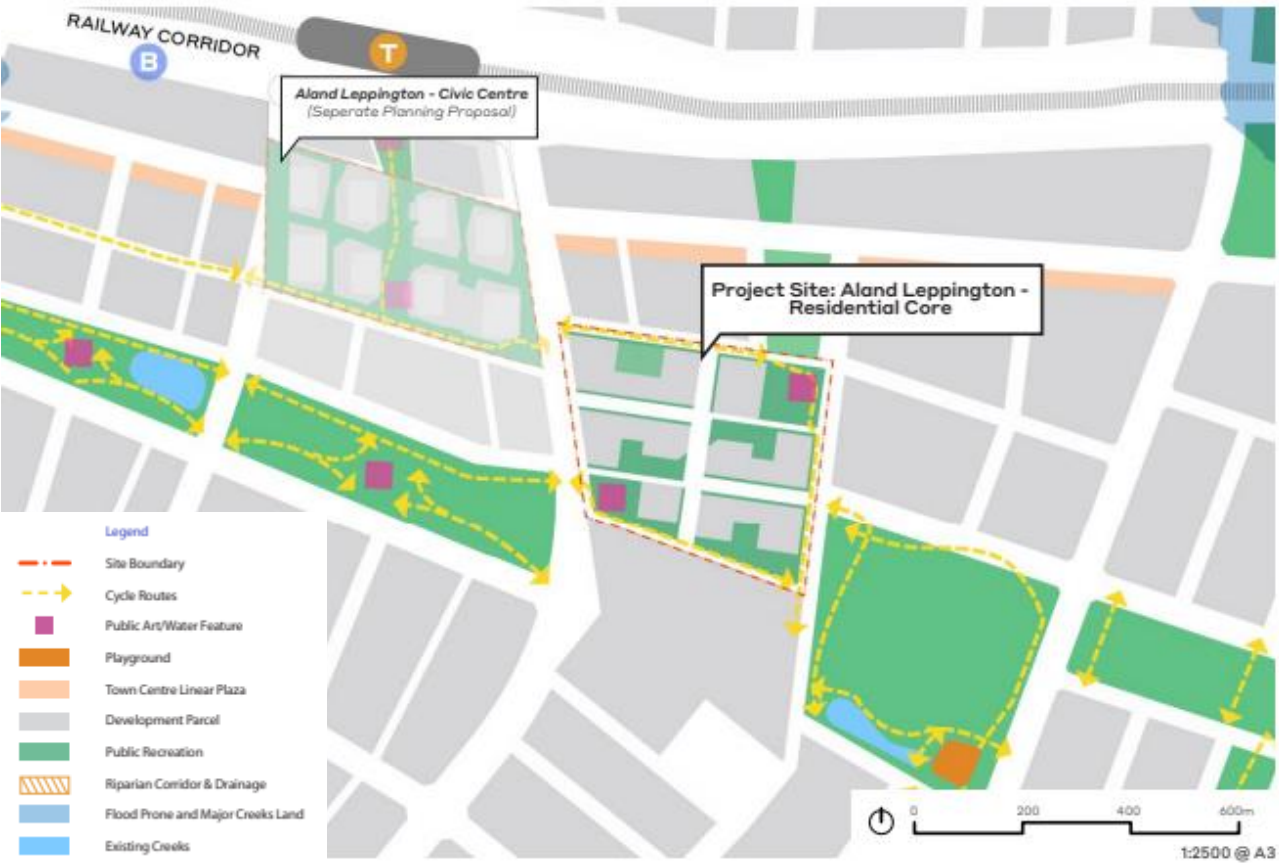 RAILWAY CORRIDOR
B
T
Aland Leppington - Civic Centre
(Seperate Planning Proposal)
Project Site: Aland Leppington -
Residential Core
Legend
Site Boundary
Cycle Routes
Public Art/Water Feature
Playground
Town Centre Linear Plaza
Development Parcel
Public Recreation
Riparian Corridor & Drainage
Flood Prone and Major Creeks Land
Existing Creeks
0 200 400 600m
1:2500 @ A3